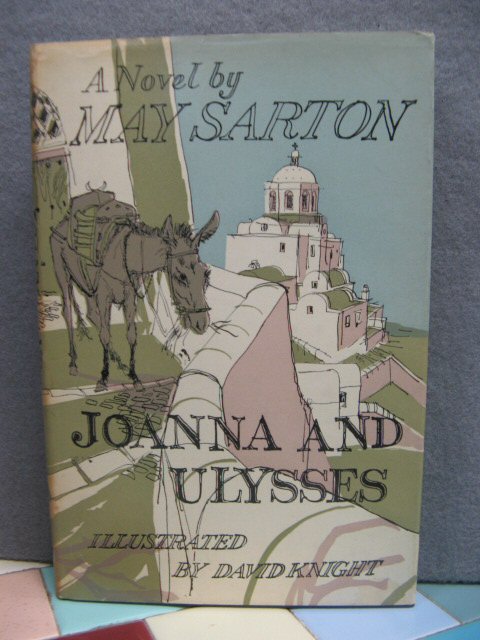 A Novel by
MAY SARTON
JOANNA AND
ULYSSES
ILLUSTRATED
BY DAVID KNIGHT